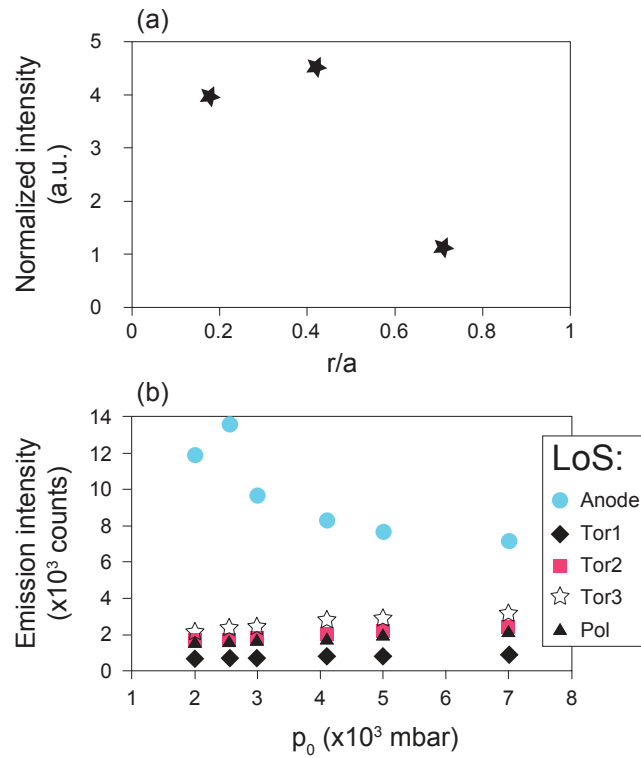 (a)
Normalized intensity
(a.u.)
5
4
3
2
1
0
0
0.2
0.4
0.6
0.8
1
r/a
(b)
Emission intensity
(x10³ counts)
14
12
10
8
6
4
2
0
1
2
3
4
5
6
7
8
p₀ (x10³ mbar)
LoS:
Anode
Tor1
Tor2
Tor3
Pol